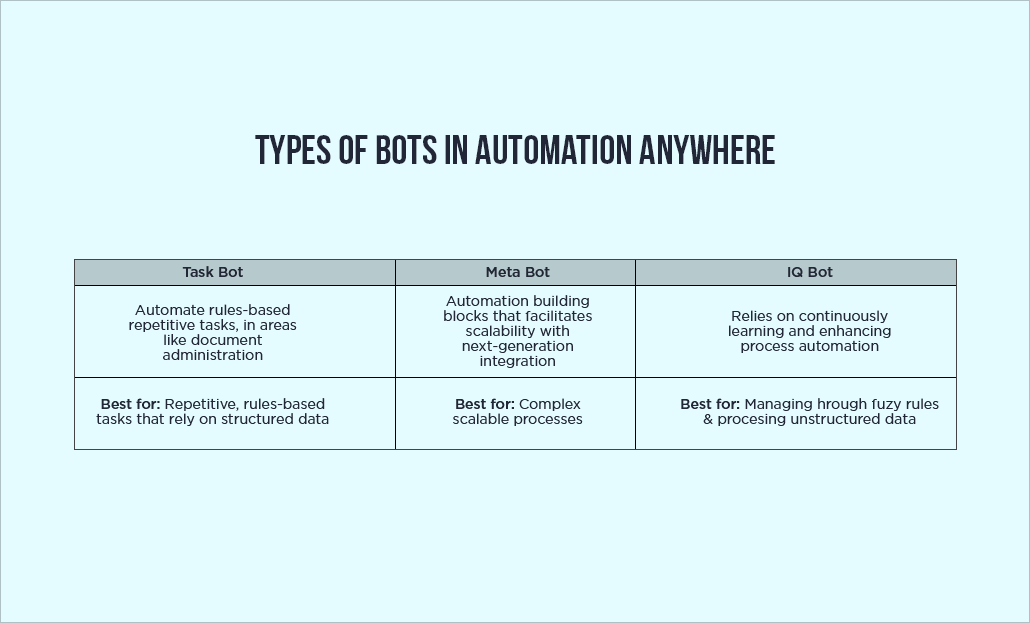 TYPES OF BOTS IN AUTOMATION ANYWHERE
Task Bot
Meta Bot
IQ Bot
Automate rules-based
repetitive tasks, in areas
like document
administration
Automation building
blocks that facilitates
scalability with
next-generation
integration
Relies on continuously
learning and enhancing
process automation
Best for: Repetitive, rules-based
tasks that rely on structured data
Best for: Complex
scalable processes
Best for: Managing hrough fuzy rules
& procesing unstructured data